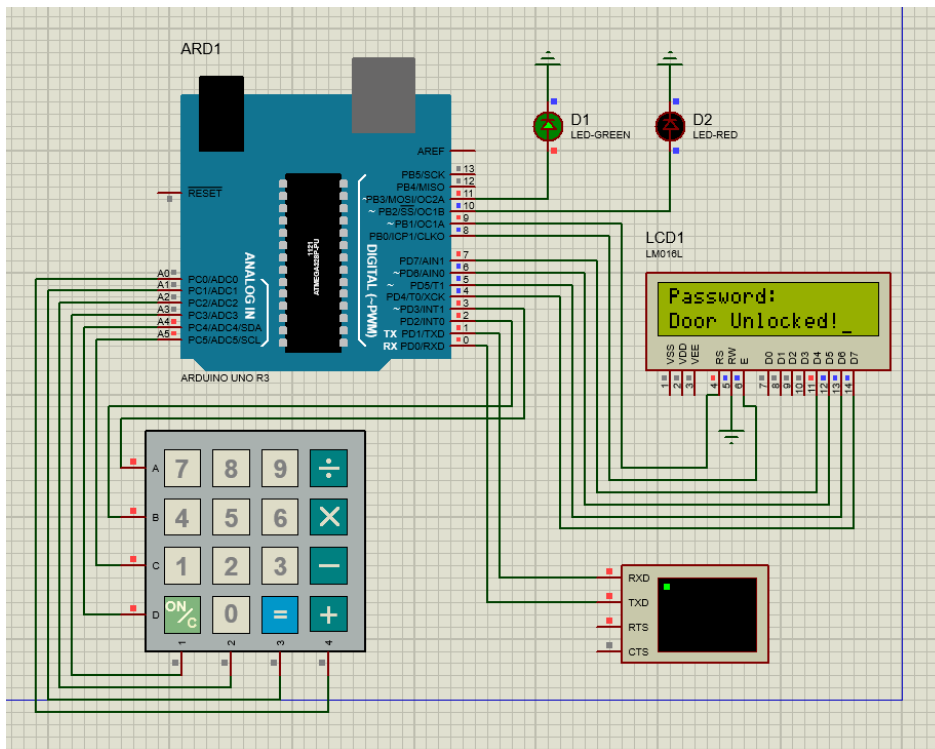 ARD1
ARDUINO UNO R3
RESET
AREF
PB5/SCK 13
PB4/MISO 12
~PB3/MOSI/OC2A 11
~PB2/SS/OC1B 10
~PB1/OC1A 9
PB0/ICP1/CLKO 8
PD7/AIN1 7
~PD6/AIN0 6
~PD5/T1 5
PD4/T0/XCK 4
~PD3/INT1 3
PD2/INT0 2
TX PD1/TXD 1
RX PD0/RXD 0
A0 PC0/ADC0
A1 PC1/ADC1
A2 PC2/ADC2
A3 PC3/ADC3
A4 PC4/ADC4/SDA
A5 PC5/ADC5/SCL
ANALOG IN
1121
ATMEGA328P-PU
DIGITAL (~PWM)
D1
LED-GREEN
D2
LED-RED
LCD1
LM016L
Password:
Door Unlocked!_
VSS VDD VEE RS RW E D0 D1 D2 D3 D4 D5 D6 D7
1 2 3 4 5 6 7 8 9 10 11 12 13 14
A 7 8 9 ÷
B 4 5 6 ×
C 1 2 3 −
D ON/C 0 = +
1 2 3 4
RXD
TXD
RTS
CTS